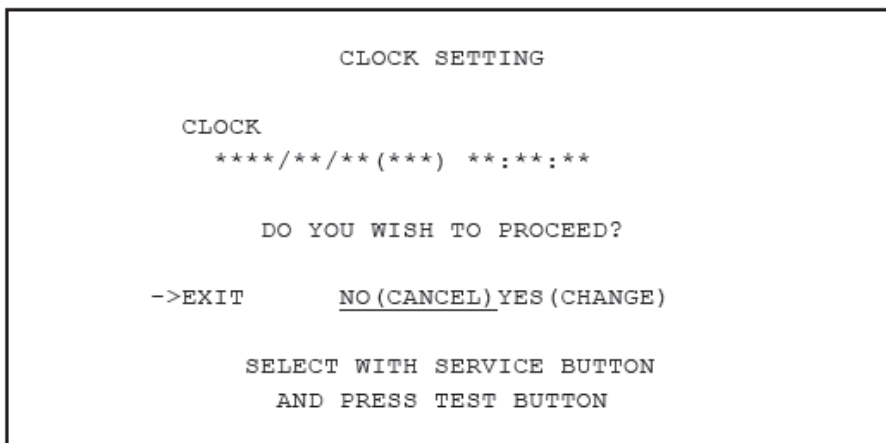 CLOCK SETTING
CLOCK
****/**/**(***) **:**:**
DO YOU WISH TO PROCEED?
->EXIT NO(CANCEL)YES(CHANGE)
SELECT WITH SERVICE BUTTON
AND PRESS TEST BUTTON